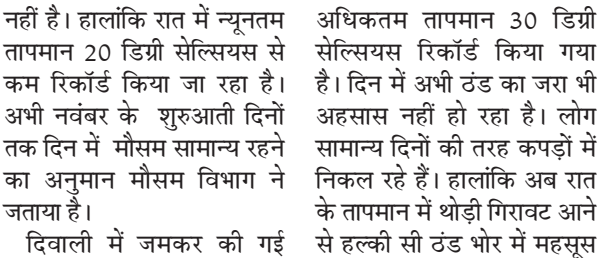 नहीं है। हालांकि रात में न्यूनतम
तापमान 20 डिग्री सेल्सियस से
कम रिकॉर्ड किया जा रहा है।
अभी नवंबर के शुरुआती दिनों
तक दिन में मौसम सामान्य रहने
का अनुमान मौसम विभाग ने
जताया है।
दिवाली में जमकर की गई
अधिकतम तापमान 30 डिग्री
सेल्सियस रिकॉर्ड किया गया
है। दिन में अभी ठंड का जरा भी
अहसास नहीं हो रहा है। लोग
सामान्य दिनों की तरह कपड़ों में
निकल रहे हैं। हालांकि अब रात
के तापमान में थोड़ी गिरावट आने
से हल्की सी ठंड भोर में महसूस